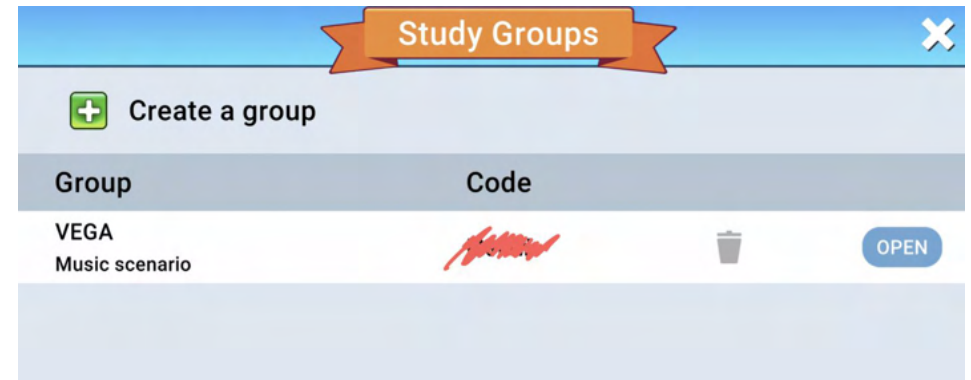 Study Groups
Create a group
Group Code
VEGA
Music scenario
OPEN